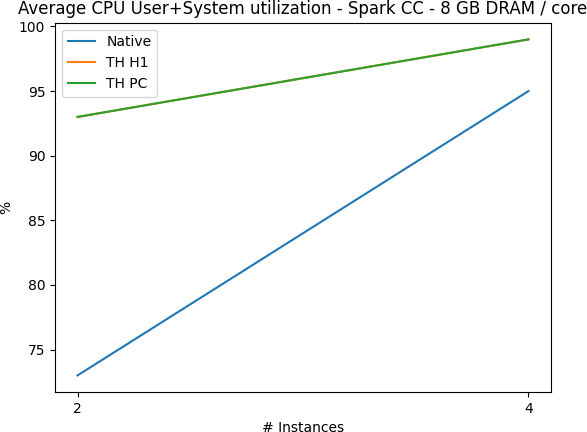 Average CPU User+System utilization - Spark CC - 8 GB DRAM / core
100
95
90
85
80
75
%
Native
TH H1
TH PC
2
4
# Instances